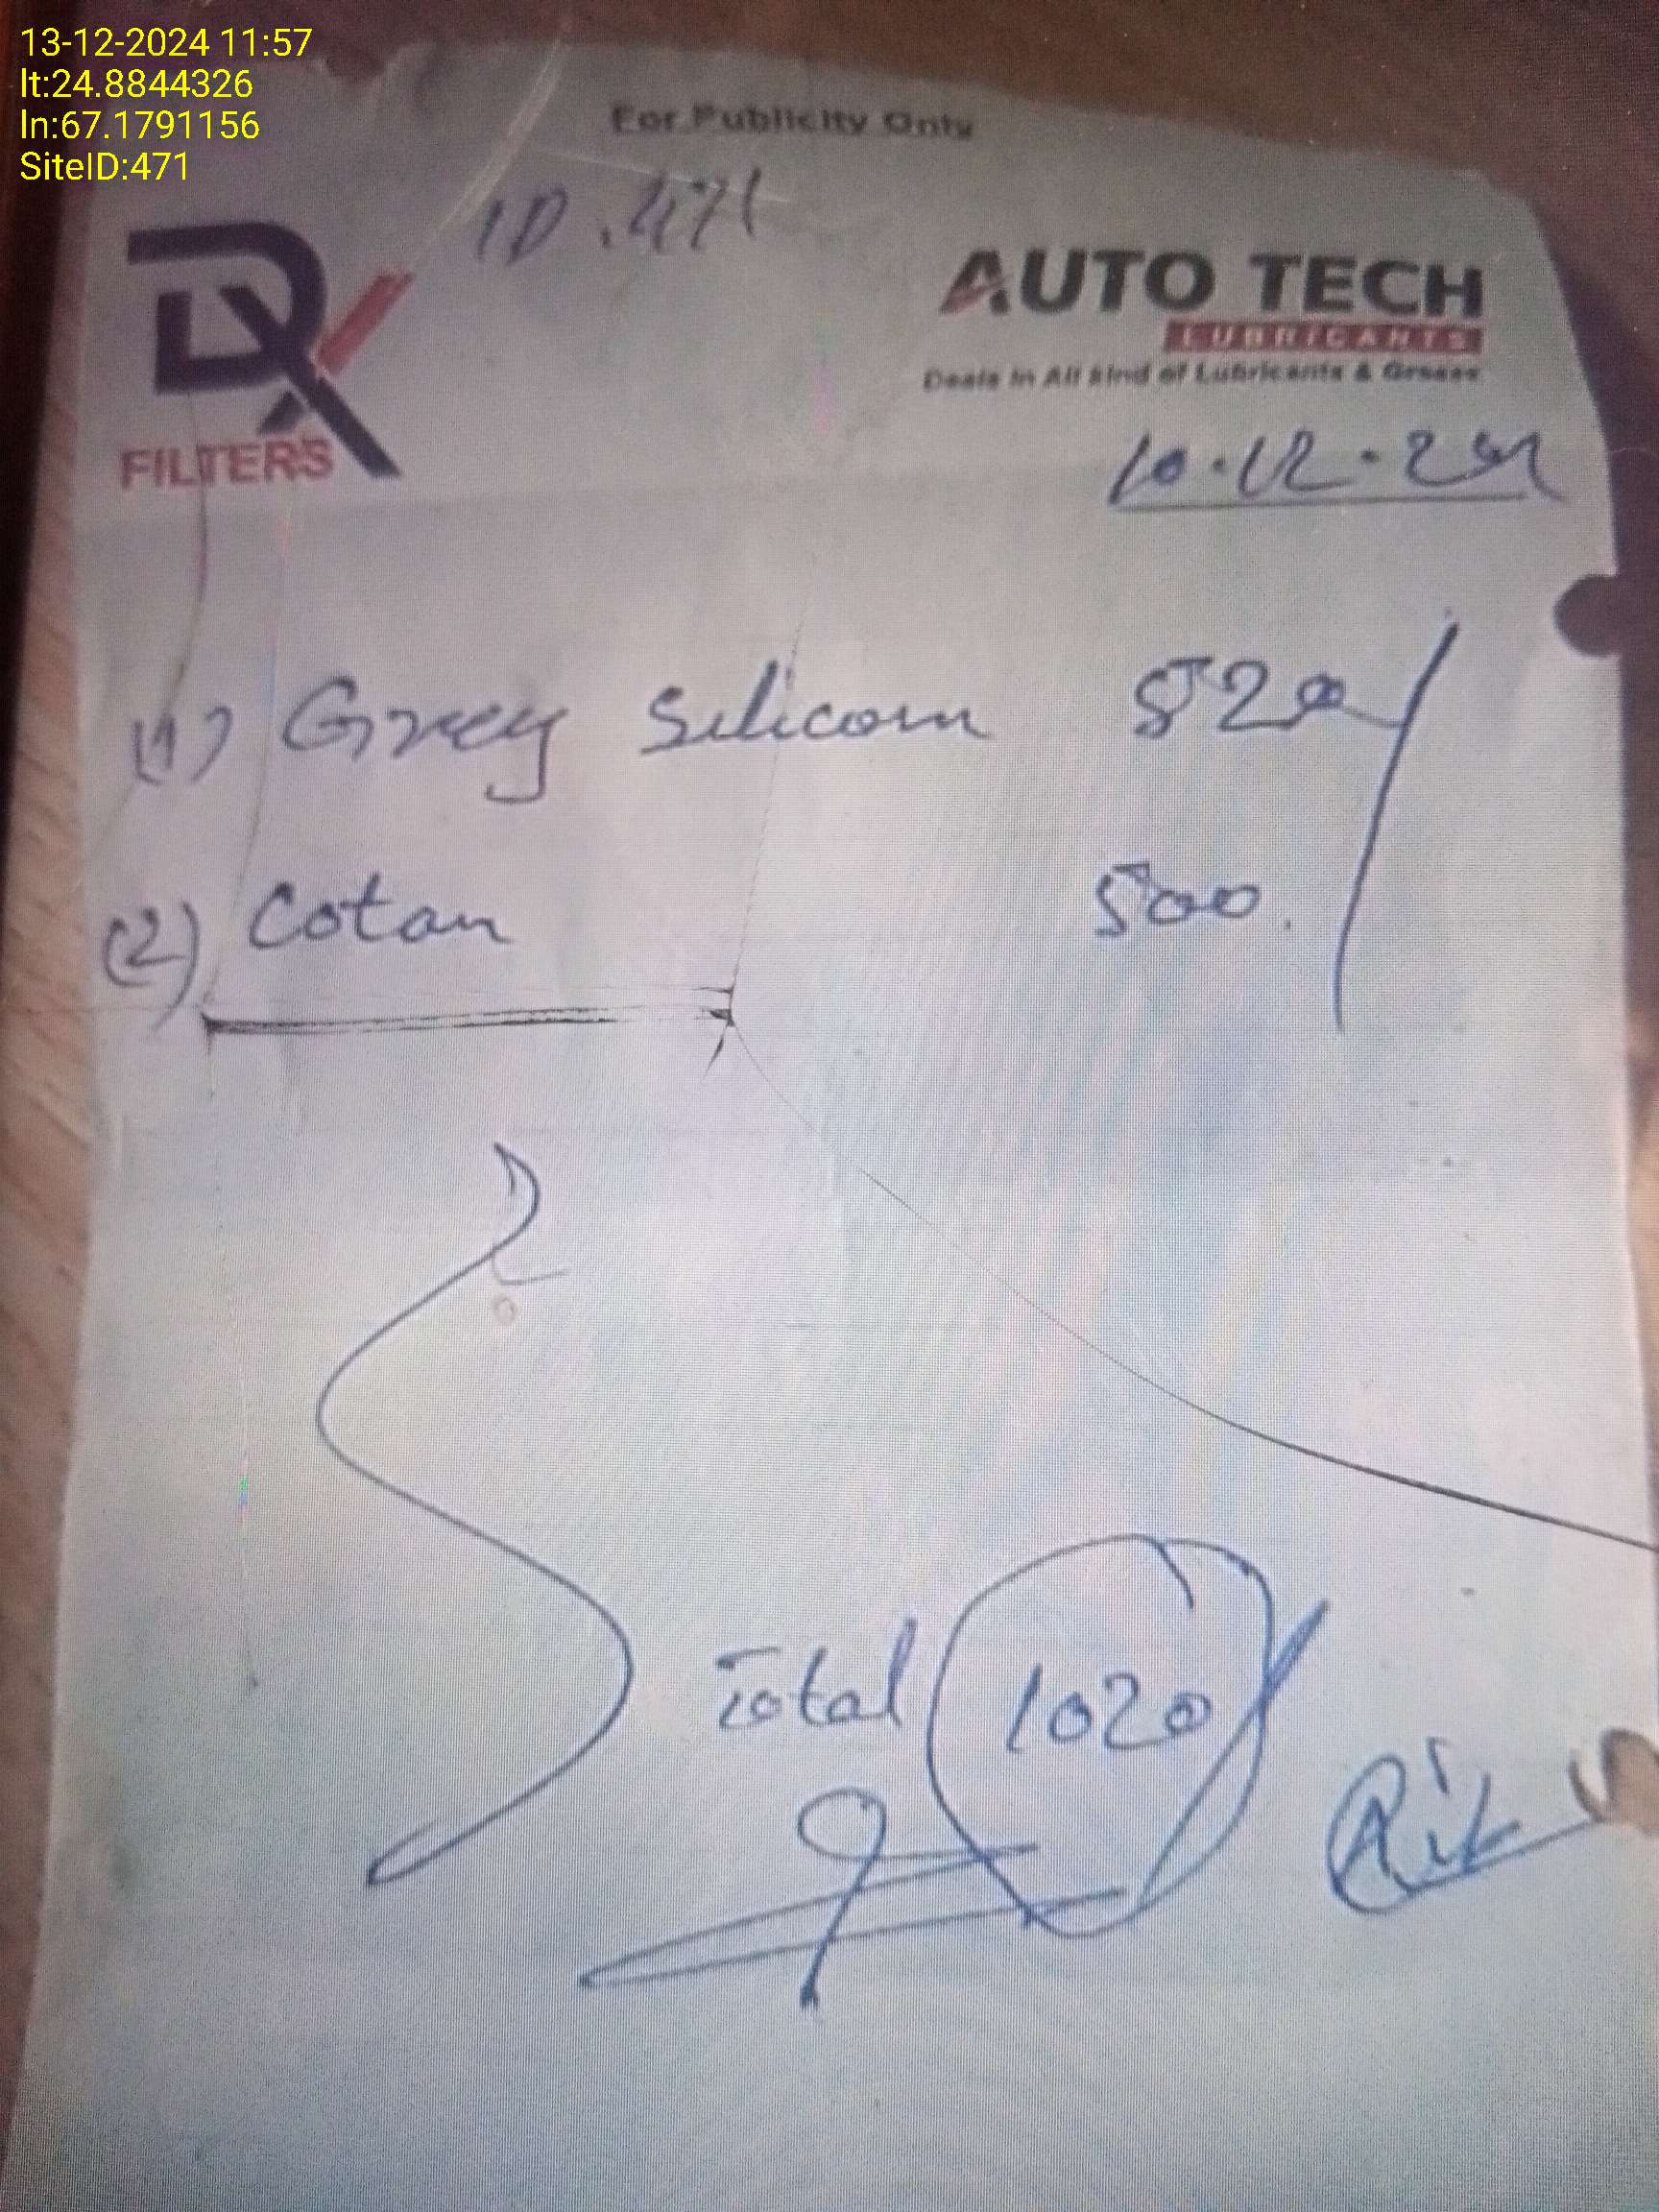 13-12-2024 11:57
lt:24.8844326
ln:67.1791156
SiteID:471
For Publicity Only
ID.471
DX
FILTERS
AUTO TECH
LUBRICANTS
Deals in All kind of Lubricants & Grease
10.12.24
(1) Grey Silicom 520/
(2) Cotan 500.
Total 1020